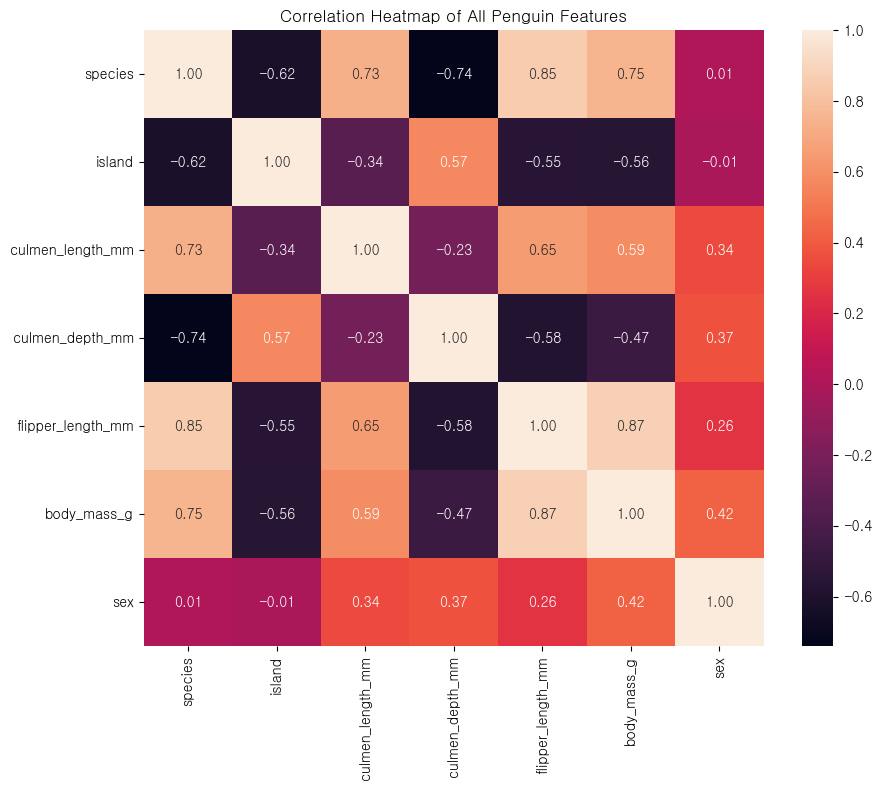 Correlation Heatmap of All Penguin Features
species 1.00 −0.62 0.73 −0.74 0.85 0.75 0.01
island −0.62 1.00 −0.34 0.57 −0.55 −0.56 −0.01
culmen_length_mm 0.73 −0.34 1.00 −0.23 0.65 0.59 0.34
culmen_depth_mm −0.74 0.57 −0.23 1.00 −0.58 −0.47 0.37
flipper_length_mm 0.85 −0.55 0.65 −0.58 1.00 0.87 0.26
body_mass_g 0.75 −0.56 0.59 −0.47 0.87 1.00 0.42
sex 0.01 −0.01 0.34 0.37 0.26 0.42 1.00
species
island
culmen_length_mm
culmen_depth_mm
flipper_length_mm
body_mass_g
sex
1.0
0.8
0.6
0.4
0.2
0.0
−0.2
−0.4
−0.6